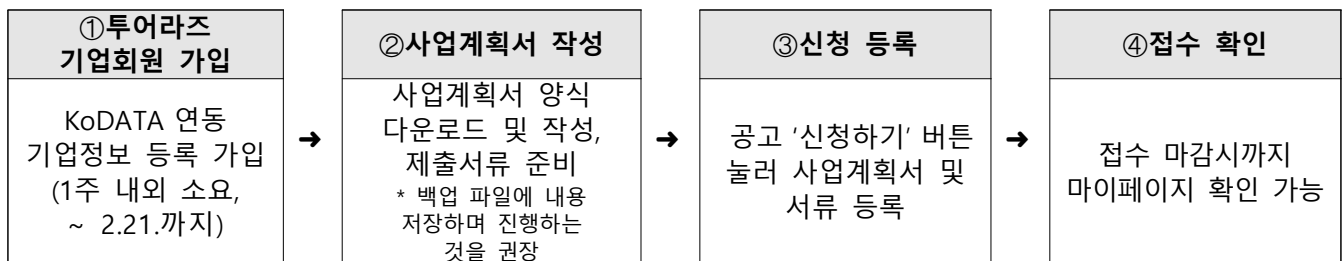 ①투어라즈
기업회원 가입
KoDATA 연동
기업정보 등록 가입
(1주 내외 소요,
~ 2.21.까지)
➜
②사업계획서 작성
사업계획서 양식
다운로드 및 작성,
제출서류 준비
* 백업 파일에 내용
저장하며 진행하는
것을 권장
➜
③신청 등록
공고 '신청하기' 버튼
눌러 사업계획서 및
서류 등록
➜
④접수 확인
접수 마감시까지
마이페이지 확인 가능